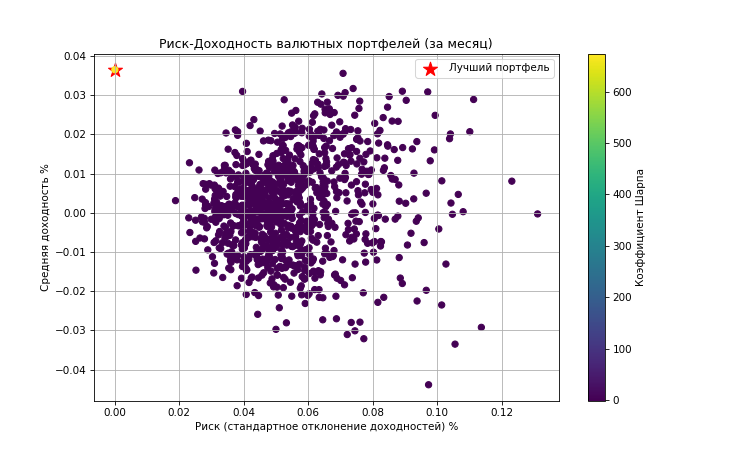 Риск-Доходность валютных портфелей (за месяц)
Лучший портфель
Средняя доходность %
0.04
0.03
0.02
0.01
0.00
−0.01
−0.02
−0.03
−0.04
0.00 0.02 0.04 0.06 0.08 0.10 0.12
Риск (стандартное отклонение доходностей) %
600
500
400
300
200
100
0
Коэффициент Шарпа